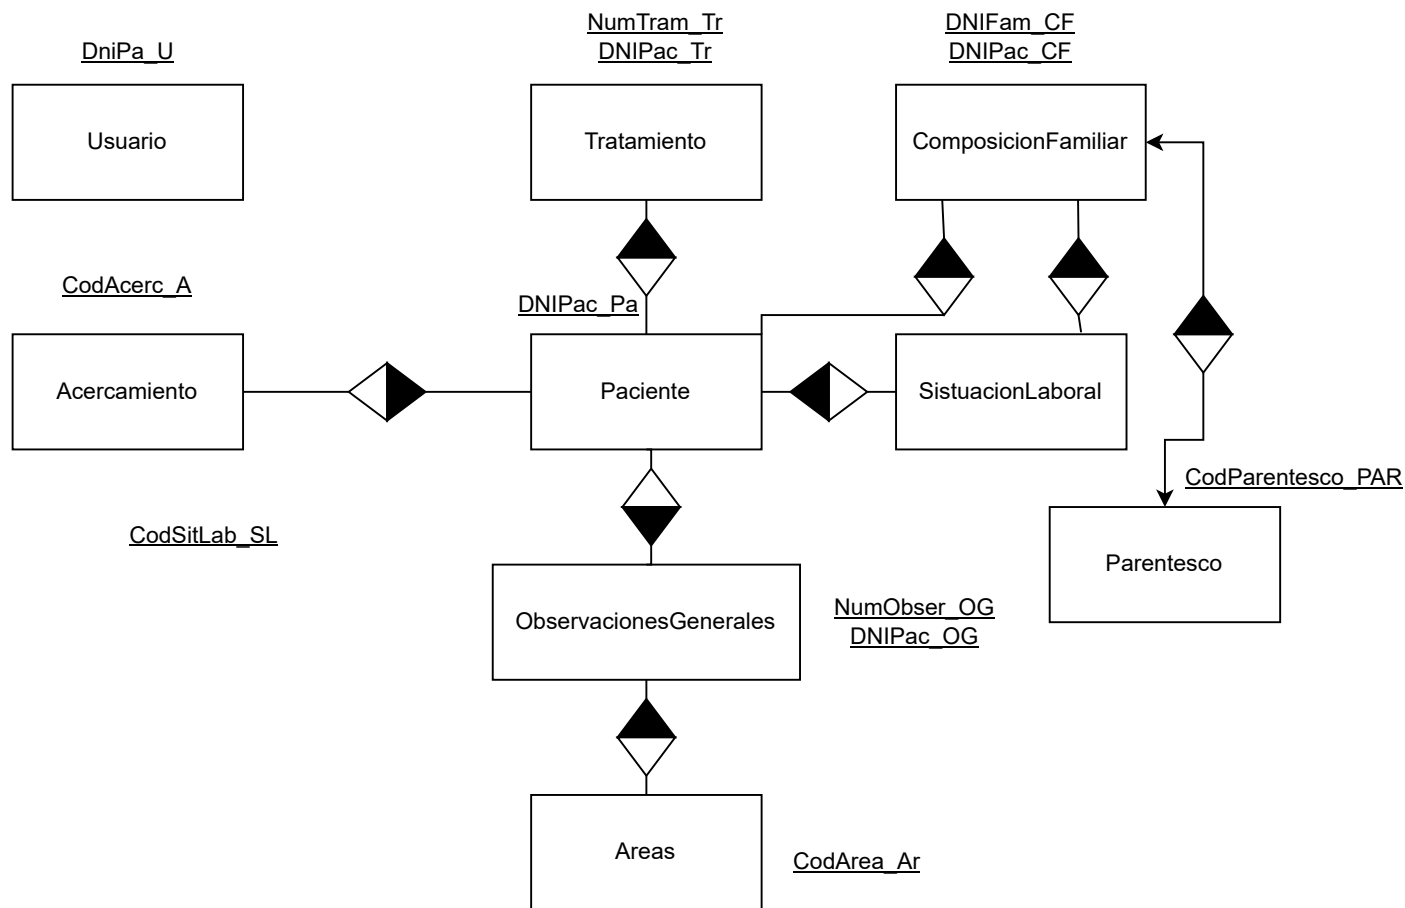 NumTram_Tr
DNIFam_CF
DniPa_U
DNIPac_Tr
DNIPac_CF
Usuario
Tratamiento
ComposicionFamiliar
CodAcerc_A
DNIPac_Pa
Acercamiento
Paciente
SistuacionLaboral
CodParentesco_PAR
CodSitLab_SL
Parentesco
NumObser_OG
ObservacionesGenerales
DNIPac_OG
Areas
CodArea_Ar